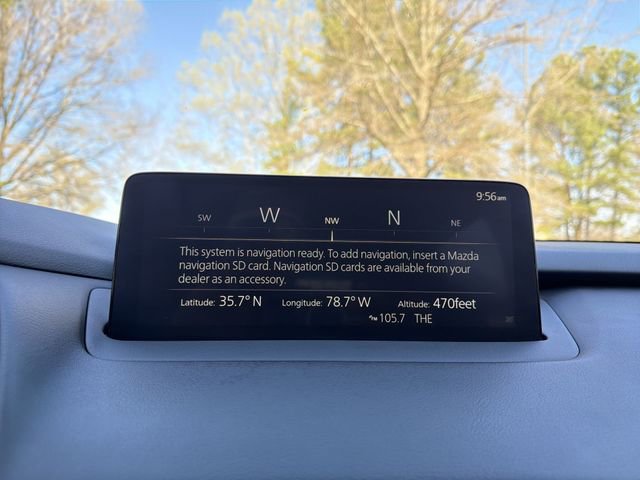 9:56am
SW W NW N NE
This system is navigation ready. To add navigation, insert a Mazda
navigation SD card. Navigation SD cards are available from your
dealer as an accessory.
Latitude: 35.7° N Longitude: 78.7° W Altitude: 470feet
FM 105.7 THE